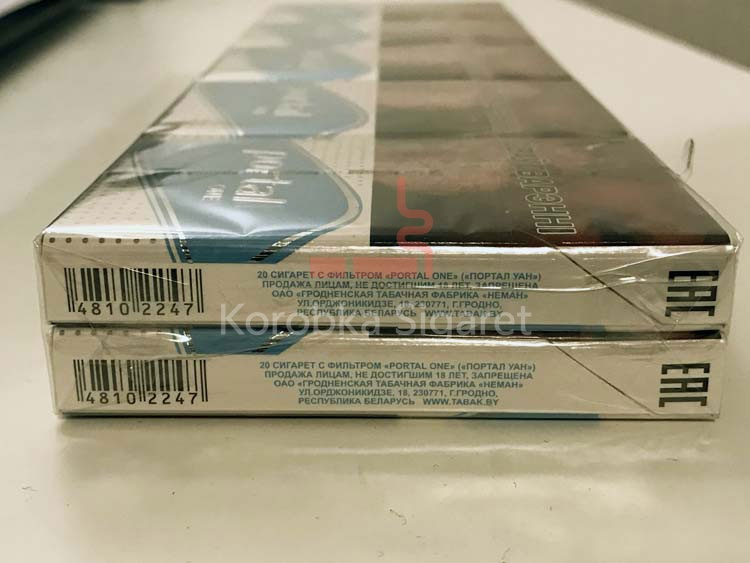 Portal
ONE
20 СИГАРЕТ С ФИЛЬТРОМ «PORTAL ONE» («ПОРТАЛ УАН»)
ПРОДАЖА ЛИЦАМ, НЕ ДОСТИГШИМ 18 ЛЕТ, ЗАПРЕЩЕНА
ОАО «ГРОДНЕНСКАЯ ТАБАЧНАЯ ФАБРИКА «НЕМАН»
УЛ.ОРДЖОНИКИДЗЕ, 18, 230771, Г.ГРОДНО,
РЕСПУБЛИКА БЕЛАРУСЬ WWW.TABAK.BY
4810 2247
EAC
Korobka Sigaret
20 СИГАРЕТ С ФИЛЬТРОМ «PORTAL ONE» («ПОРТАЛ УАН»)
ПРОДАЖА ЛИЦАМ, НЕ ДОСТИГШИМ 18 ЛЕТ, ЗАПРЕЩЕНА
ОАО «ГРОДНЕНСКАЯ ТАБАЧНАЯ ФАБРИКА «НЕМАН»
УЛ.ОРДЖОНИКИДЗЕ, 18, 230771, Г.ГРОДНО,
РЕСПУБЛИКА БЕЛАРУСЬ WWW.TABAK.BY
4810 2247
EAC